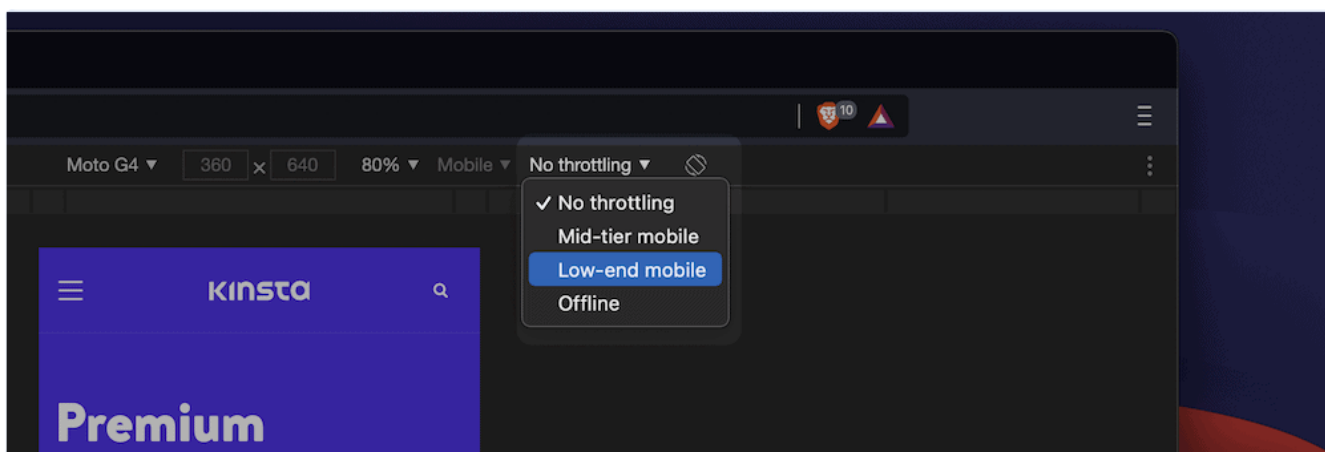 10
Moto G4 ▼ 360 × 640 80% ▼ Mobile ▼ No throttling ▼
✓ No throttling
Mid-tier mobile
Low-end mobile
Offline
KINSTA
Premium